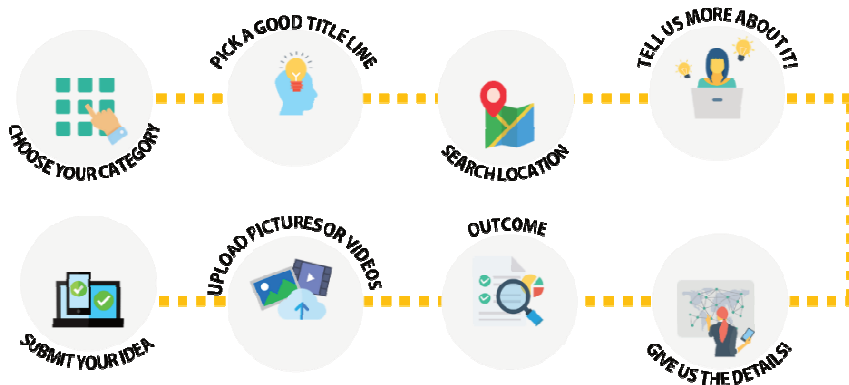 CHOOSE YOUR CATEGORY
PICK A GOOD TITLE LINE
SEARCH LOCATION
TELL US MORE ABOUT IT!
GIVE US THE DETAILS!
OUTCOME
UPLOAD PICTURES OR VIDEOS
SUBMIT YOUR IDEA